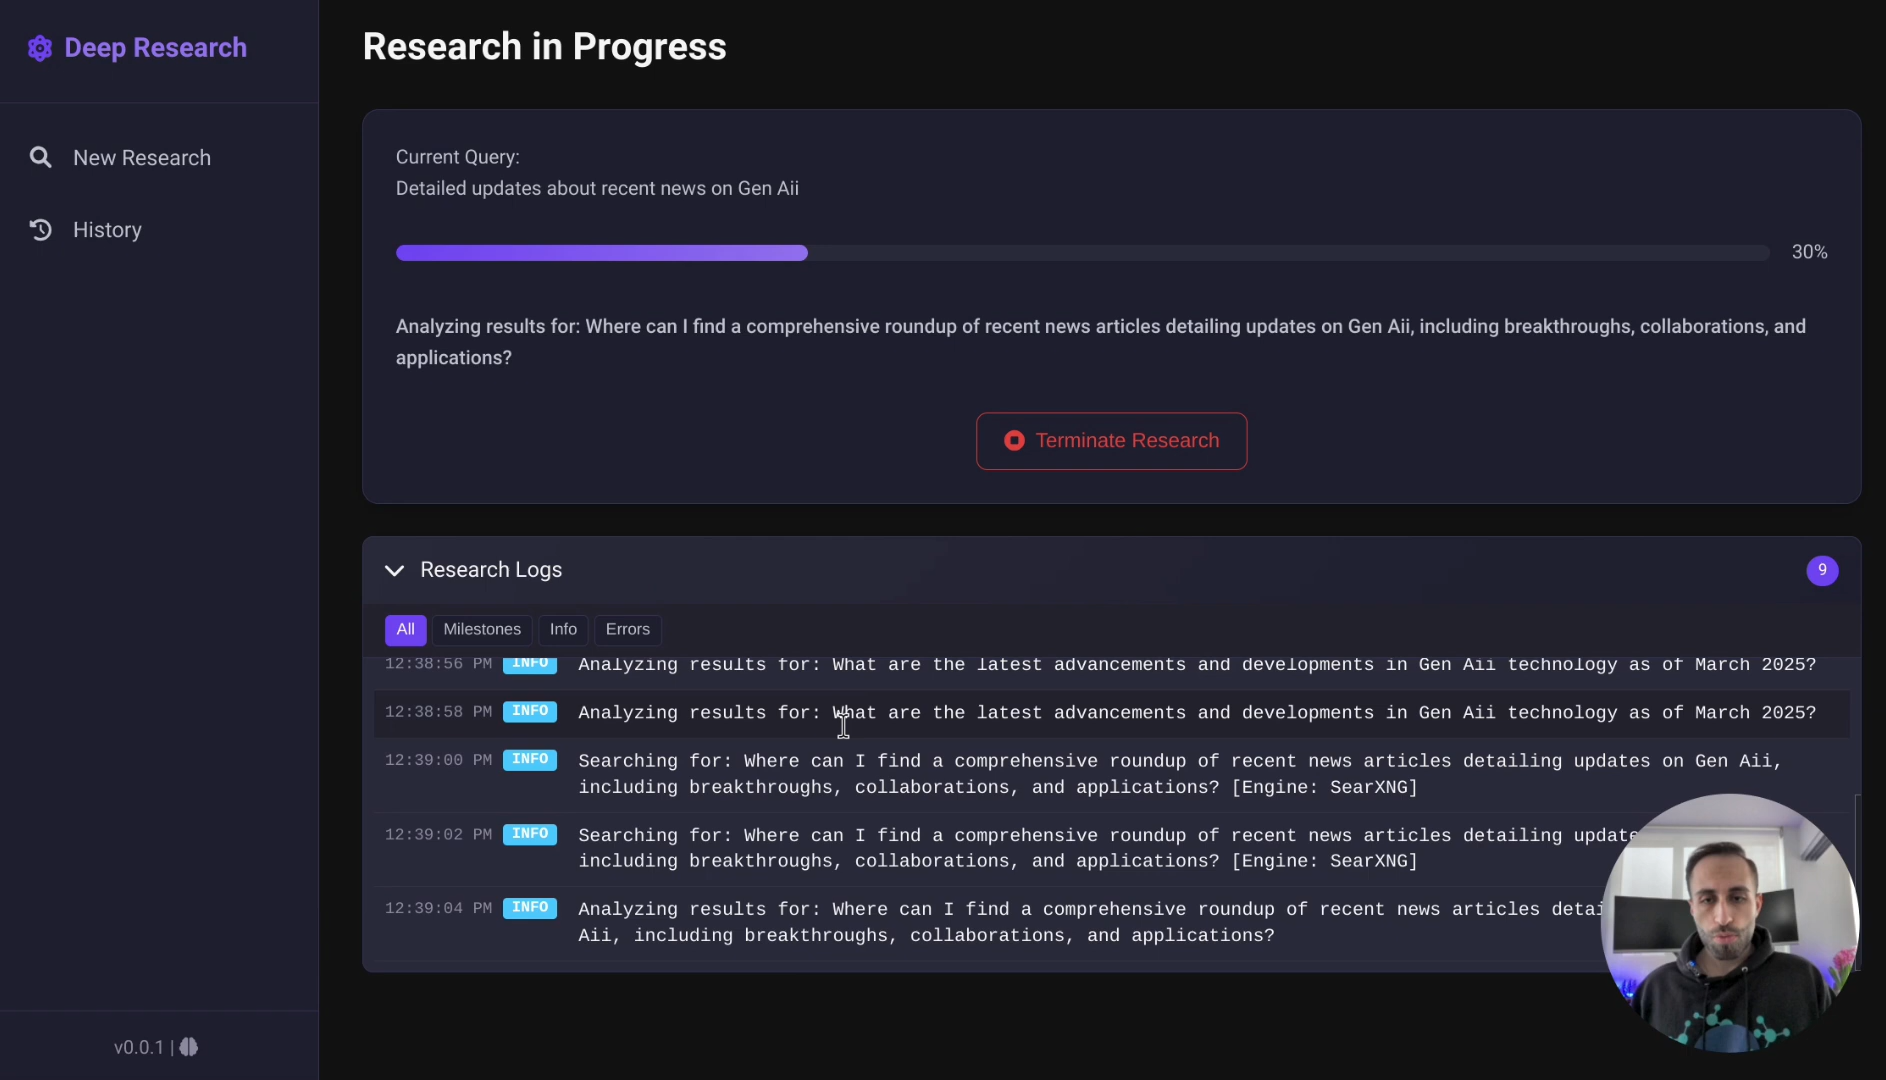 Deep Research
New Research
History
v0.0.1 |
Research in Progress
Current Query:
Detailed updates about recent news on Gen Aii
30%
Analyzing results for: Where can I find a comprehensive roundup of recent news articles detailing updates on Gen Aii, including breakthroughs, collaborations, and
applications?
Terminate Research
Research Logs
9
All Milestones Info Errors
12:38:56 PM INFO Analyzing results for: What are the latest advancements and developments in Gen Aii technology as of March 2025?
12:38:58 PM INFO Analyzing results for: What are the latest advancements and developments in Gen Aii technology as of March 2025?
12:39:00 PM INFO Searching for: Where can I find a comprehensive roundup of recent news articles detailing updates on Gen Aii,
including breakthroughs, collaborations, and applications? [Engine: SearXNG]
12:39:02 PM INFO Searching for: Where can I find a comprehensive roundup of recent news articles detailing
including breakthroughs, collaborations, and applications? [Engine: SearXNG]
12:39:04 PM INFO Analyzing results for: Where can I find a comprehensive roundup of recent news articles
Aii, including breakthroughs, collaborations, and applications?